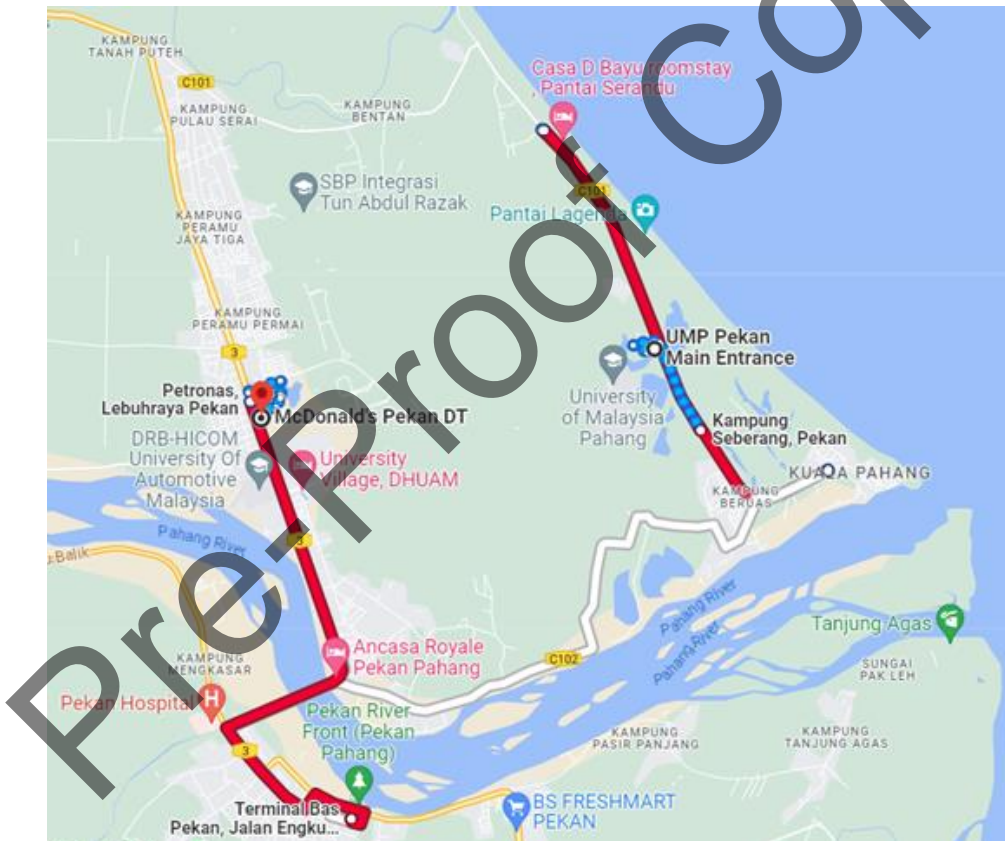 KAMPUNG
TANAH PUTEH
C101
KAMPUNG
PULAU SERAI
KAMPUNG
BENTAN
Casa D Bayu roomstay
, Pantai Serandu
SBP Integrasi
Tun Abdul Razak
C101
Pantai Lagenda
KAMPUNG
PERAMU
JAYA TIGA
KAMPUNG
PERAMU PERMAI
3
UMP Pekan
Main Entrance
Petronas,
Lebuhraya Pekan
McDonald's Pekan DT
University
of Malaysia
Pahang
Kampung
Seberang, Pekan
DRB-HICOM
University Of
Automotive
Malaysia
University
Village, DHUAM
KUALA PAHANG
KAMPUNG
BERUAS
3
Pahang River
Balik
Pahang River
Pahang River
Tanjung Agas
Ancasa Royale
Pekan Pahang
C102
KAMPUNG
MENGKASAR
SUNGAI
PAK LEH
Pekan Hospital
H
Pekan River
Front (Pekan
Pahang)
KAMPUNG
PASIR PANJANG
KAMPUNG
TANJUNG AGAS
3
Terminal Bas
Pekan, Jalan Engku...
BS FRESHMART
PEKAN
Pre-Proof Cop